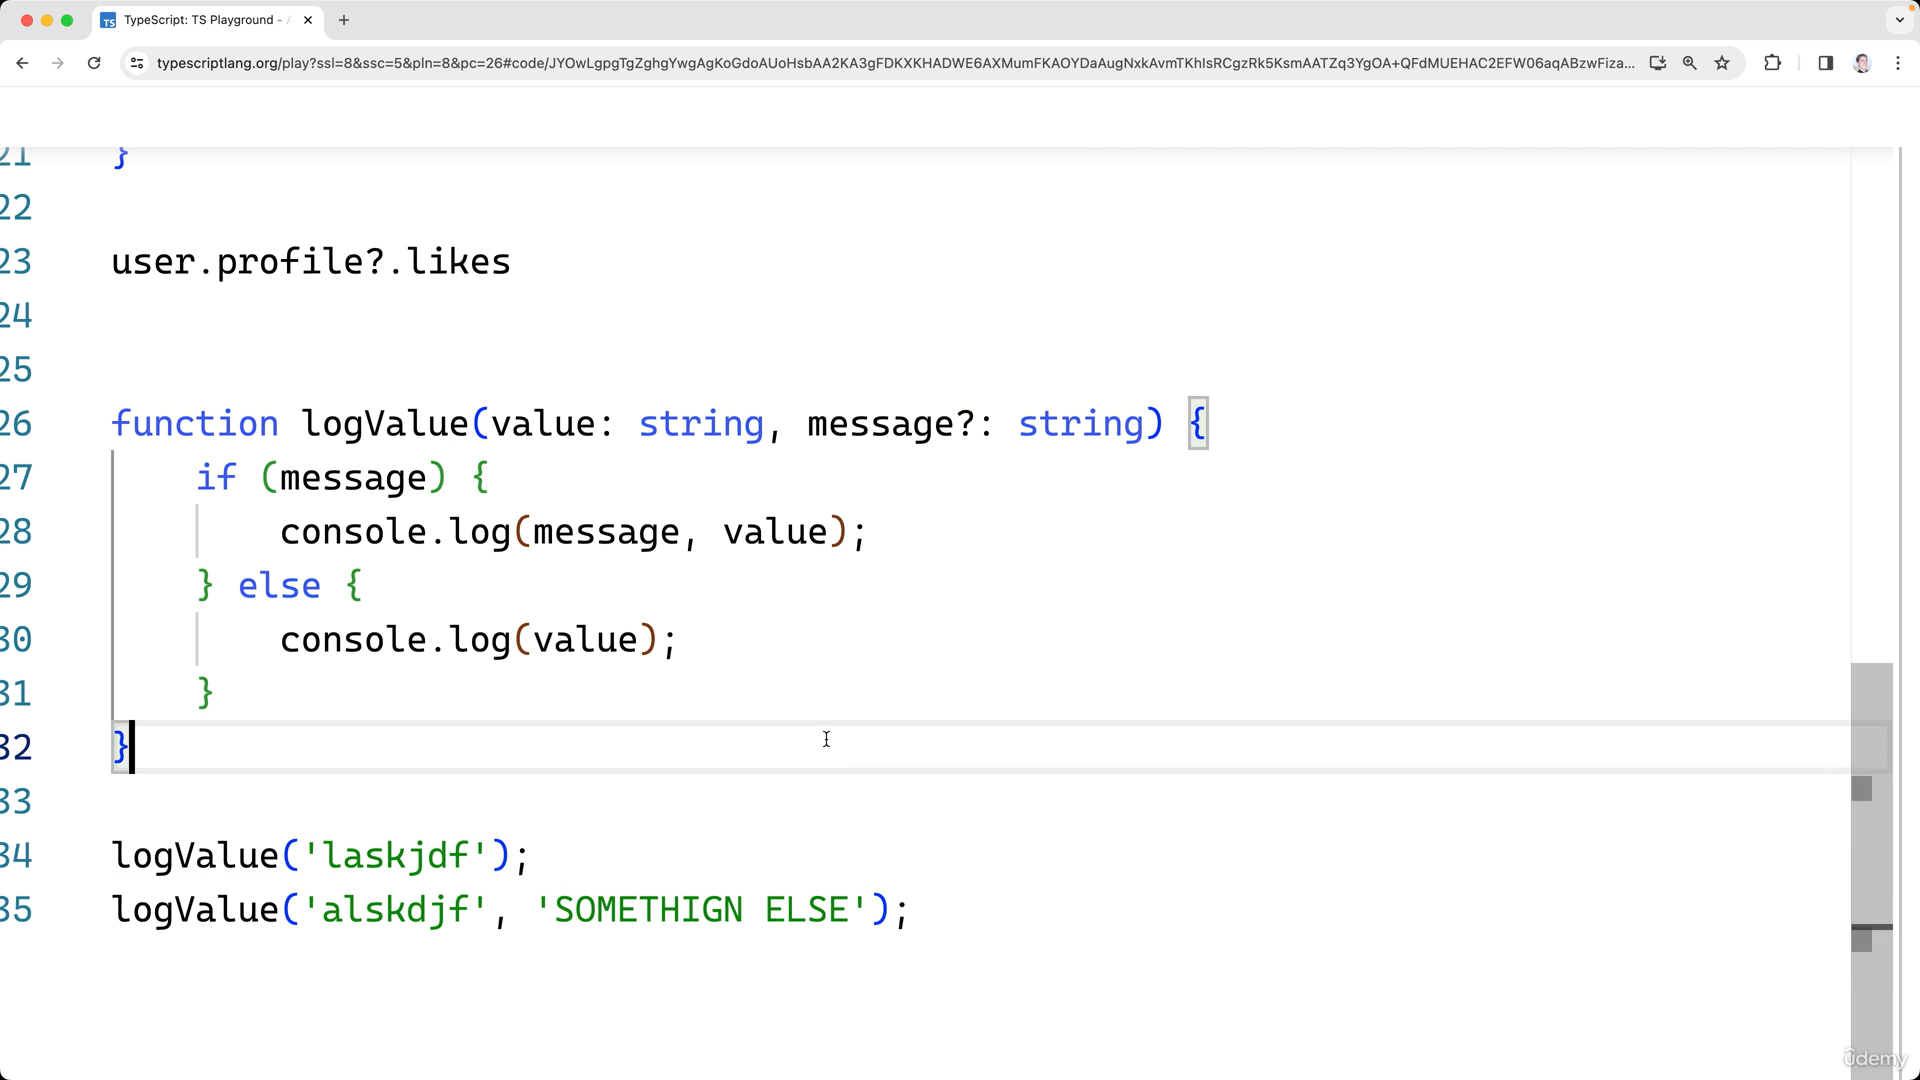 TypeScript: TS Playground -
typescriptlang.org/play?ssl=8&ssc=5&pln=8&pc=26#code/JYOwLgpgTgZghgYwgAgKoGdoAUoHsbAA2KA3gFDKXKHADWE6AXMumFKAOYDaAugNxkAvmTKhIsRCgzRk5KsmAATZq3YgOA+QFdMUEHAC2EFW06aqABzwFiza...
21 }
22
23 user.profile?.likes
24
25
26 function logValue(value: string, message?: string) {
27 if (message) {
28 console.log(message, value);
29 } else {
30 console.log(value);
31 }
32 }
33
34 logValue('laskjdf');
35 logValue('alskdjf', 'SOMETHIGN ELSE');
ûdemy